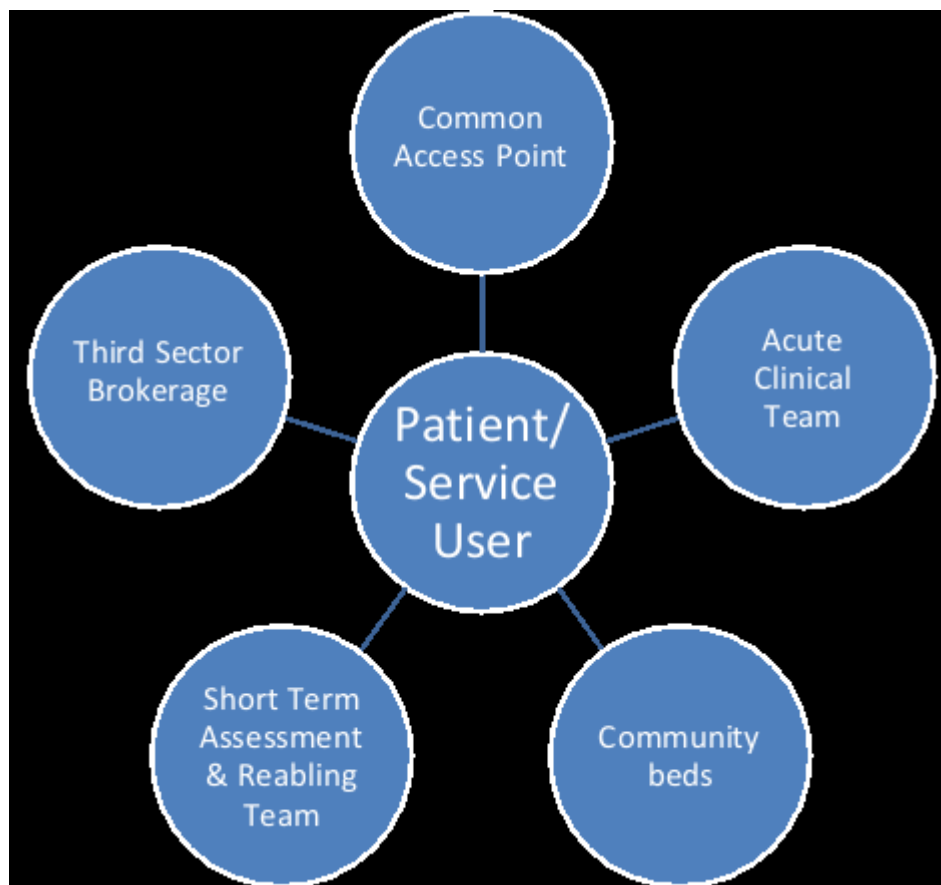 Common
Access Point
Third Sector
Brokerage
Acute
Clinical
Team
Patient/
Service
User
Short Term
Assessment
& Reabling
Team
Community
beds